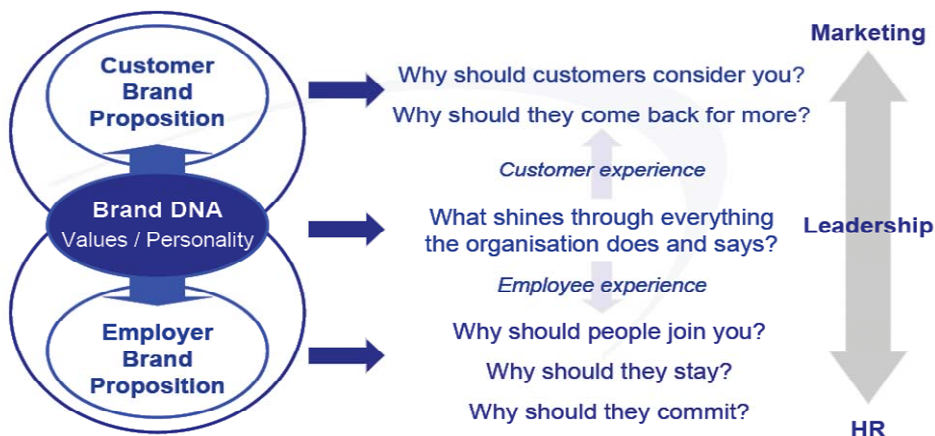 Customer
Brand
Proposition
Brand DNA
Values / Personality
Employer
Brand
Proposition
Why should customers consider you?
Why should they come back for more?
Customer experience
What shines through everything
the organisation does and says?
Employee experience
Why should people join you?
Why should they stay?
Why should they commit?
Marketing
Leadership
HR